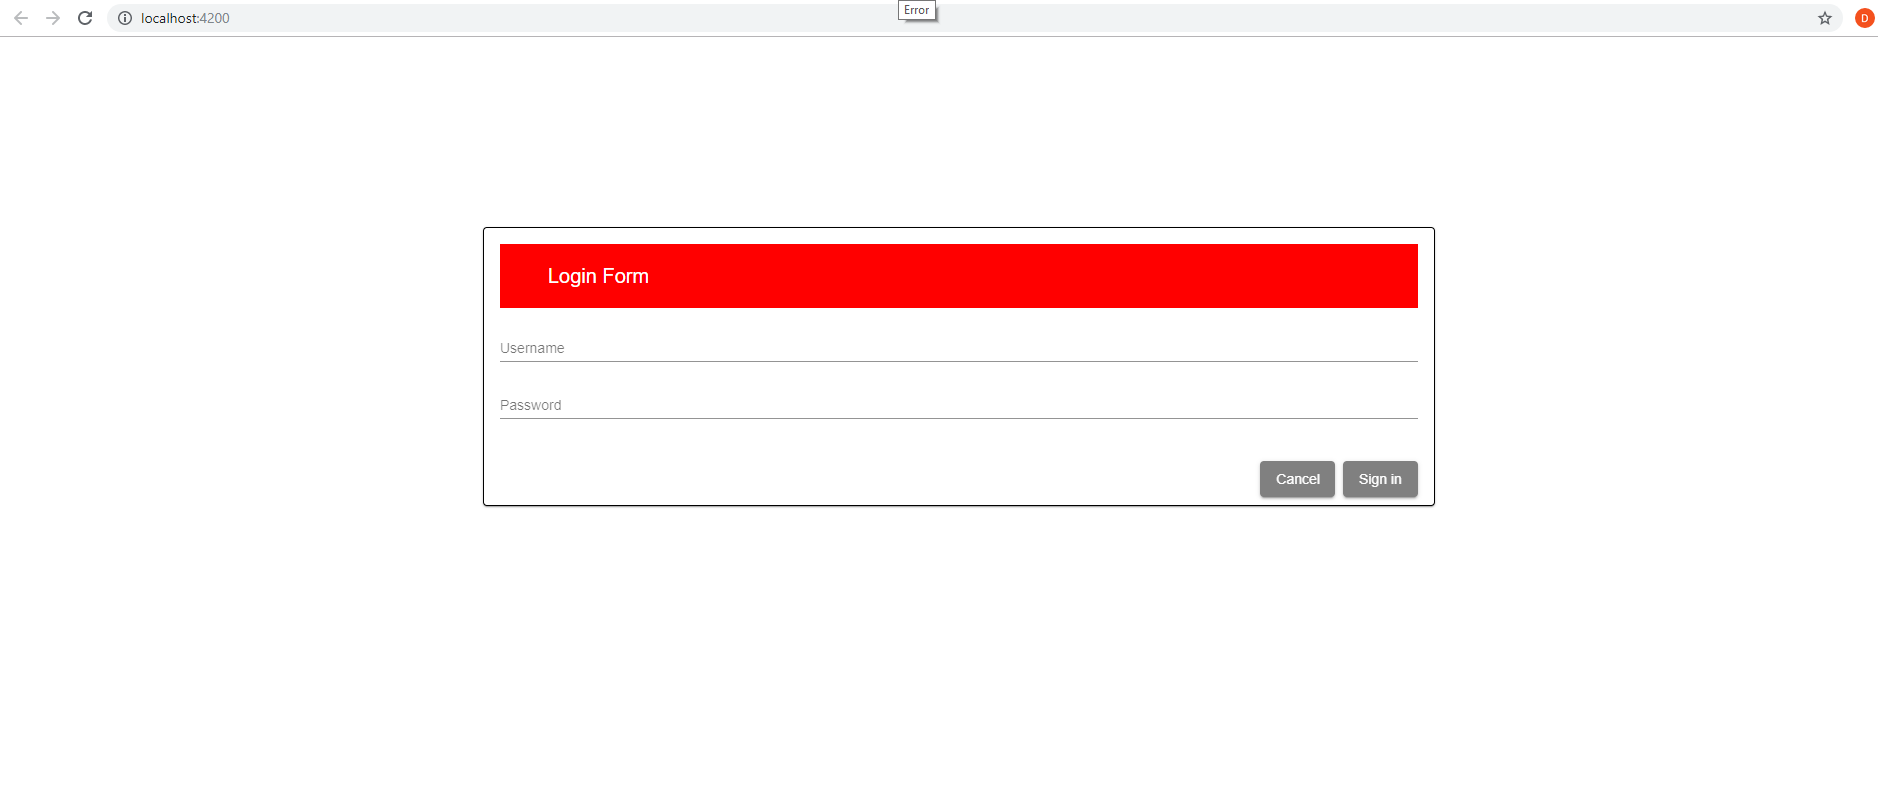 localhost:4200
Error
D
Login Form
Username
Password
Cancel Sign in